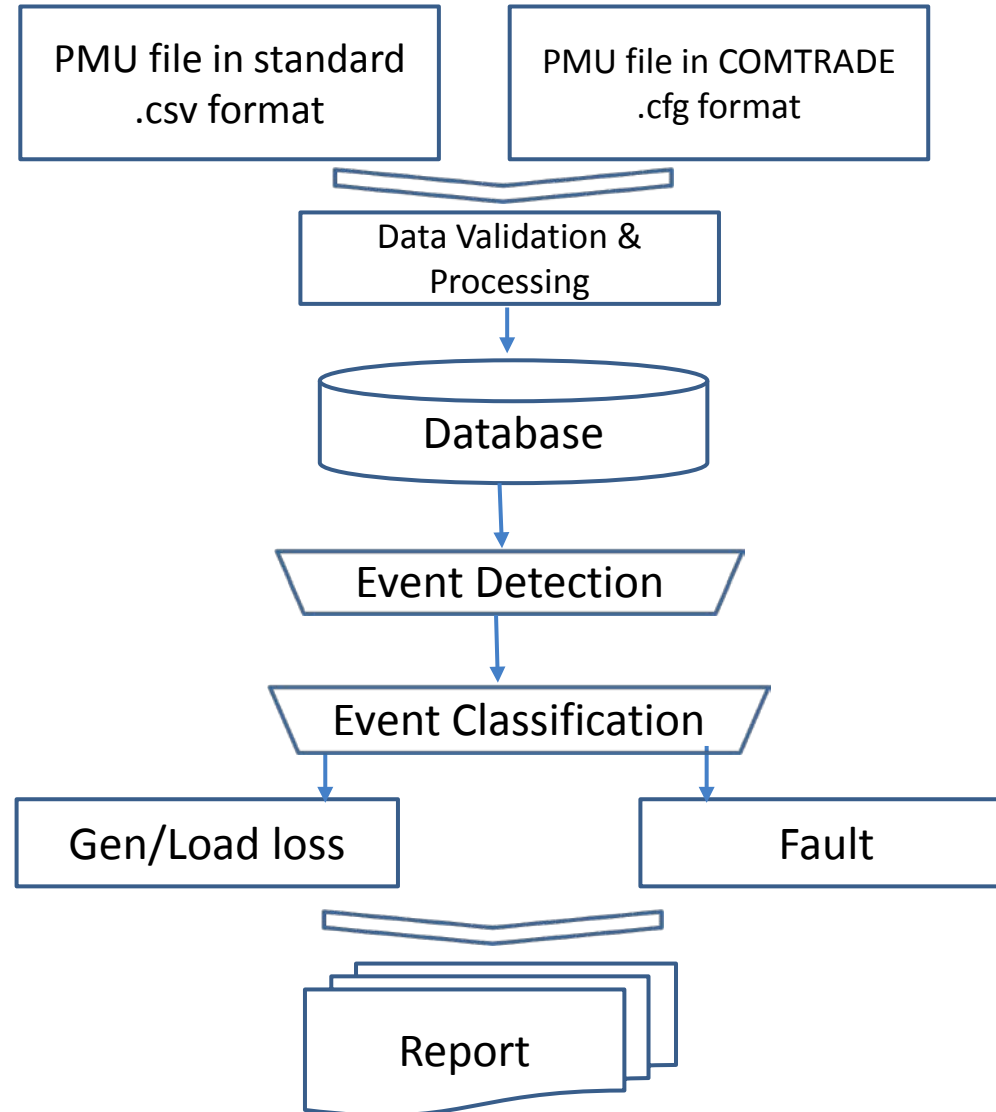 PMU file in standard
.csv format
PMU file in COMTRADE
.cfg format
Data Validation &
Processing
Database
Event Detection
Event Classification
Gen/Load loss
Fault
Report